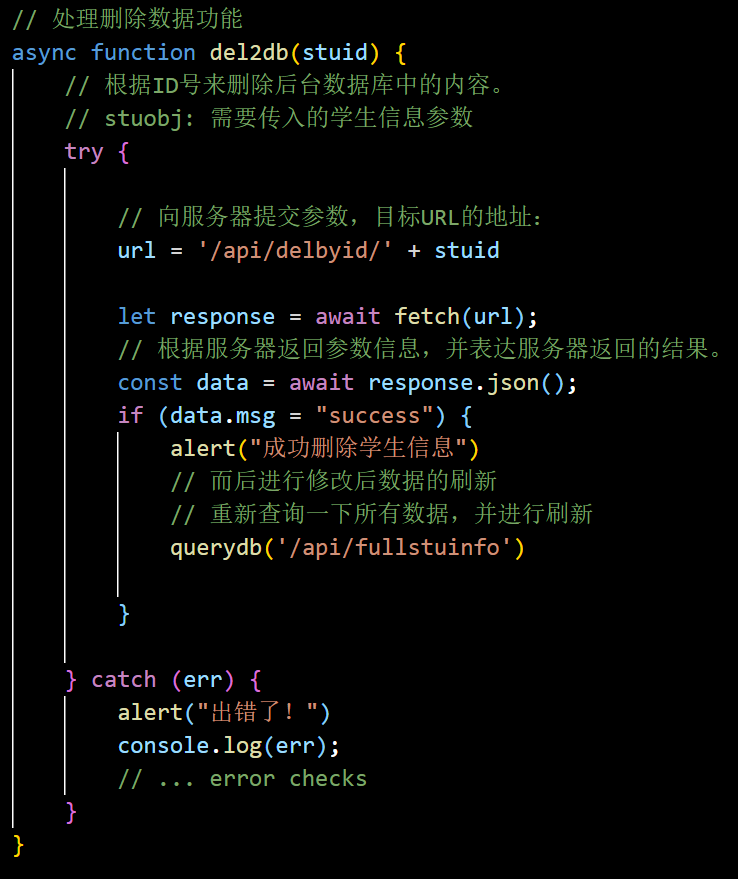 // 处理删除数据功能
async function del2db(stuid) {
// 根据ID号来删除后台数据库中的内容。
// stuobj: 需要传入的学生信息参数
try {
// 向服务器提交参数，目标URL的地址：
url = '/api/delbyid/' + stuid
let response = await fetch(url);
// 根据服务器返回参数信息，并表达服务器返回的结果。
const data = await response.json();
if (data.msg = "success") {
alert("成功删除学生信息")
// 而后进行修改后数据的刷新
// 重新查询一下所有数据，并进行刷新
querydb('/api/fullstuinfo')
}
} catch (err) {
alert("出错了！")
console.log(err);
// ... error checks
}
}